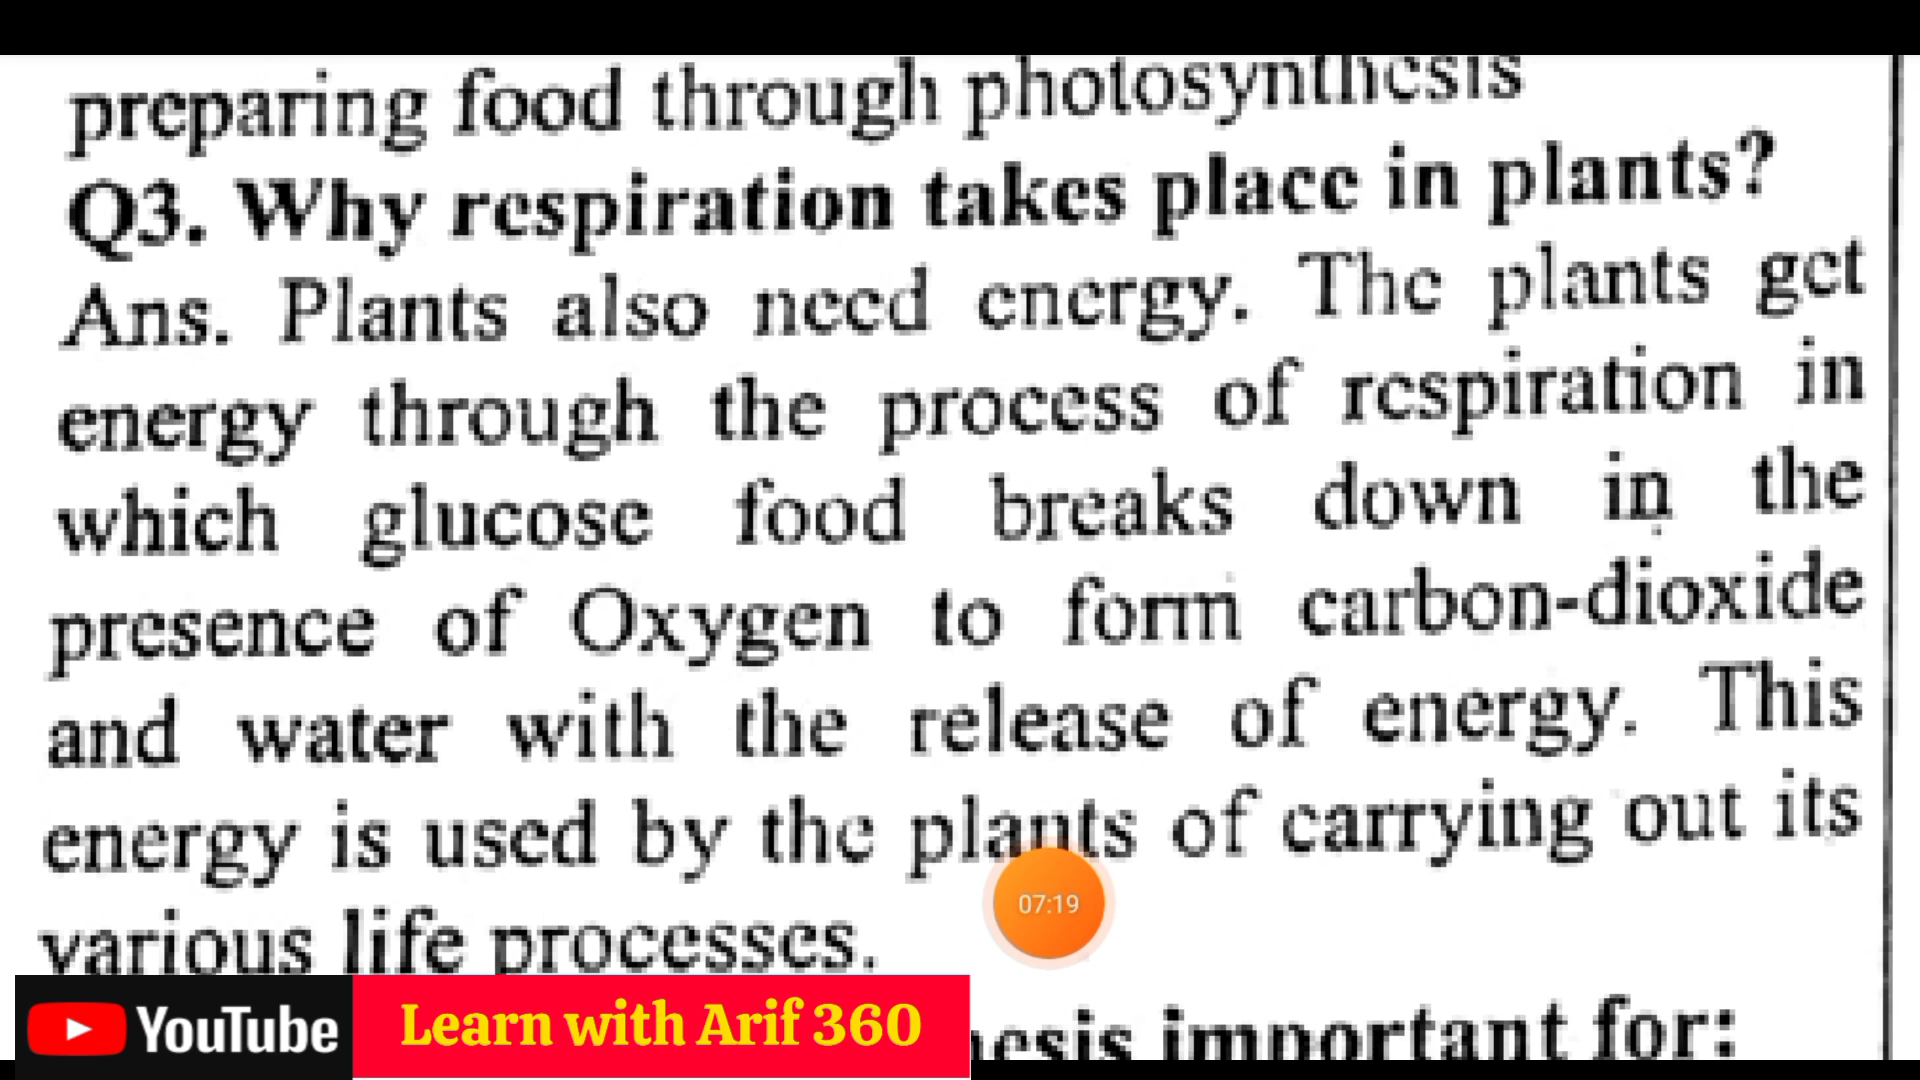 preparing food through photosynthesis
Q3. Why respiration takes place in plants?
Ans. Plants also need energy. The plants get
energy through the process of respiration in
which glucose food breaks down in the
presence of Oxygen to form carbon-dioxide
and water with the release of energy. This
energy is used by the plants of carrying out its
various life processes.
07:19
YouTube
Learn with Arif 360
important for: